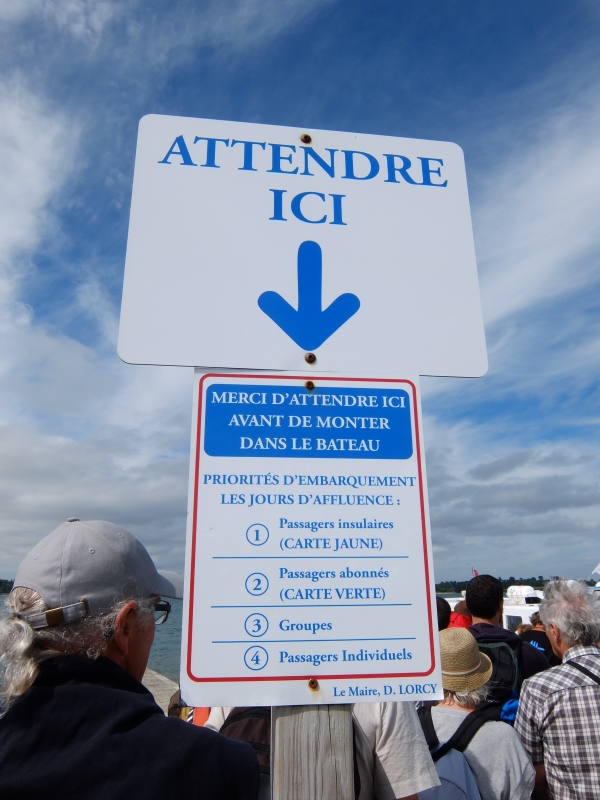 ATTENDRE
ICI
MERCI D'ATTENDRE ICI
AVANT DE MONTER
DANS LE BATEAU
PRIORITÉS D'EMBARQUEMENT
LES JOURS D'AFFLUENCE :
1 Passagers insulaires
(CARTE JAUNE)
2 Passagers abonnés
(CARTE VERTE)
3 Groupes
4 Passagers Individuels
Le Maire, D. LORCY